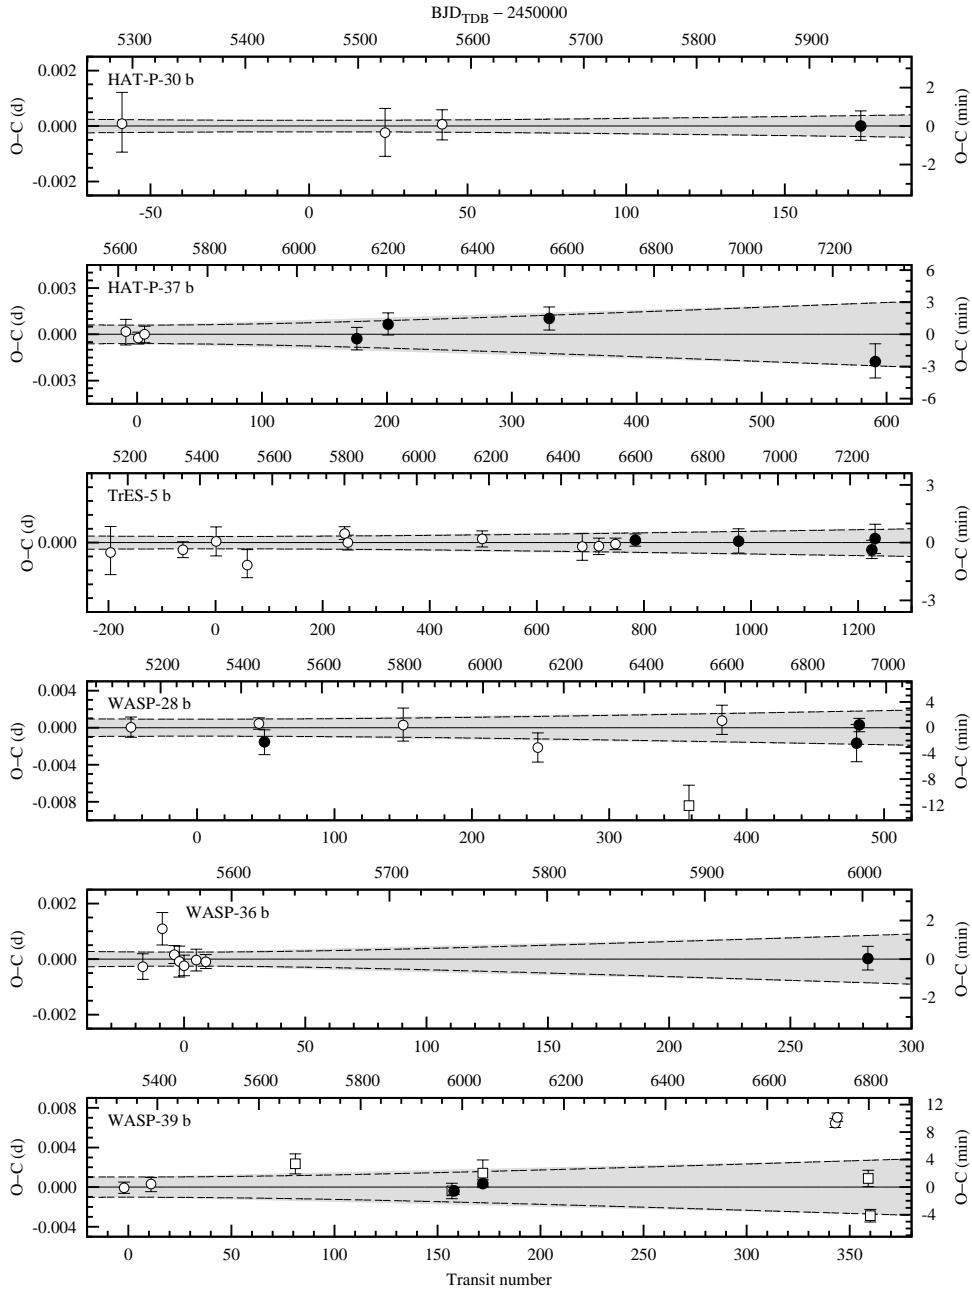 BJD_TDB − 2450000
5300 5400 5500 5600 5700 5800 5900
HAT-P-30 b
O–C (d)
0.002
0.000
-0.002
2
0
-2
O–C (min)
-50 0 50 100 150
5600 5800 6000 6200 6400 6600 6800 7000 7200
HAT-P-37 b
O–C (d)
0.003
0.000
-0.003
6
3
0
-3
-6
O–C (min)
0 100 200 300 400 500 600
5200 5400 5600 5800 6000 6200 6400 6600 6800 7000 7200
TrES-5 b
O–C (d)
0.000
3
0
-3
O–C (min)
-200 0 200 400 600 800 1000 1200
5200 5400 5600 5800 6000 6200 6400 6600 6800 7000
WASP-28 b
O–C (d)
0.004
0.000
-0.004
-0.008
4
0
-4
-8
-12
O–C (min)
0 100 200 300 400 500
5600 5700 5800 5900 6000
WASP-36 b
O–C (d)
0.002
0.000
-0.002
2
0
-2
O–C (min)
0 50 100 150 200 250 300
5400 5600 5800 6000 6200 6400 6600 6800
WASP-39 b
O–C (d)
0.008
0.004
0.000
-0.004
12
8
4
0
-4
O–C (min)
0 50 100 150 200 250 300 350
Transit number